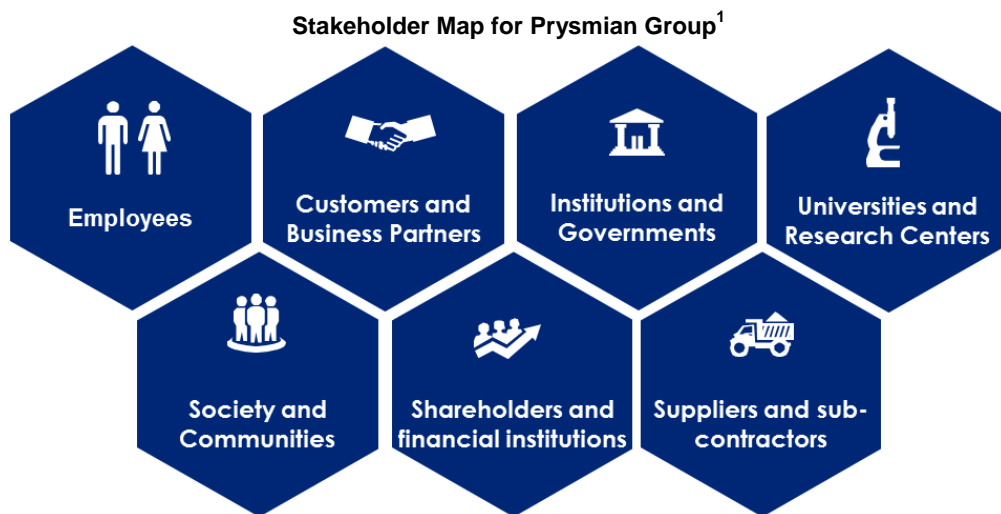 Stakeholder Map for Prysmian Group1
Employees
Customers and
Business Partners
Institutions and
Governments
Universities and
Research Centers
Society and
Communities
Shareholders and
financial institutions
Suppliers and sub-
contractors